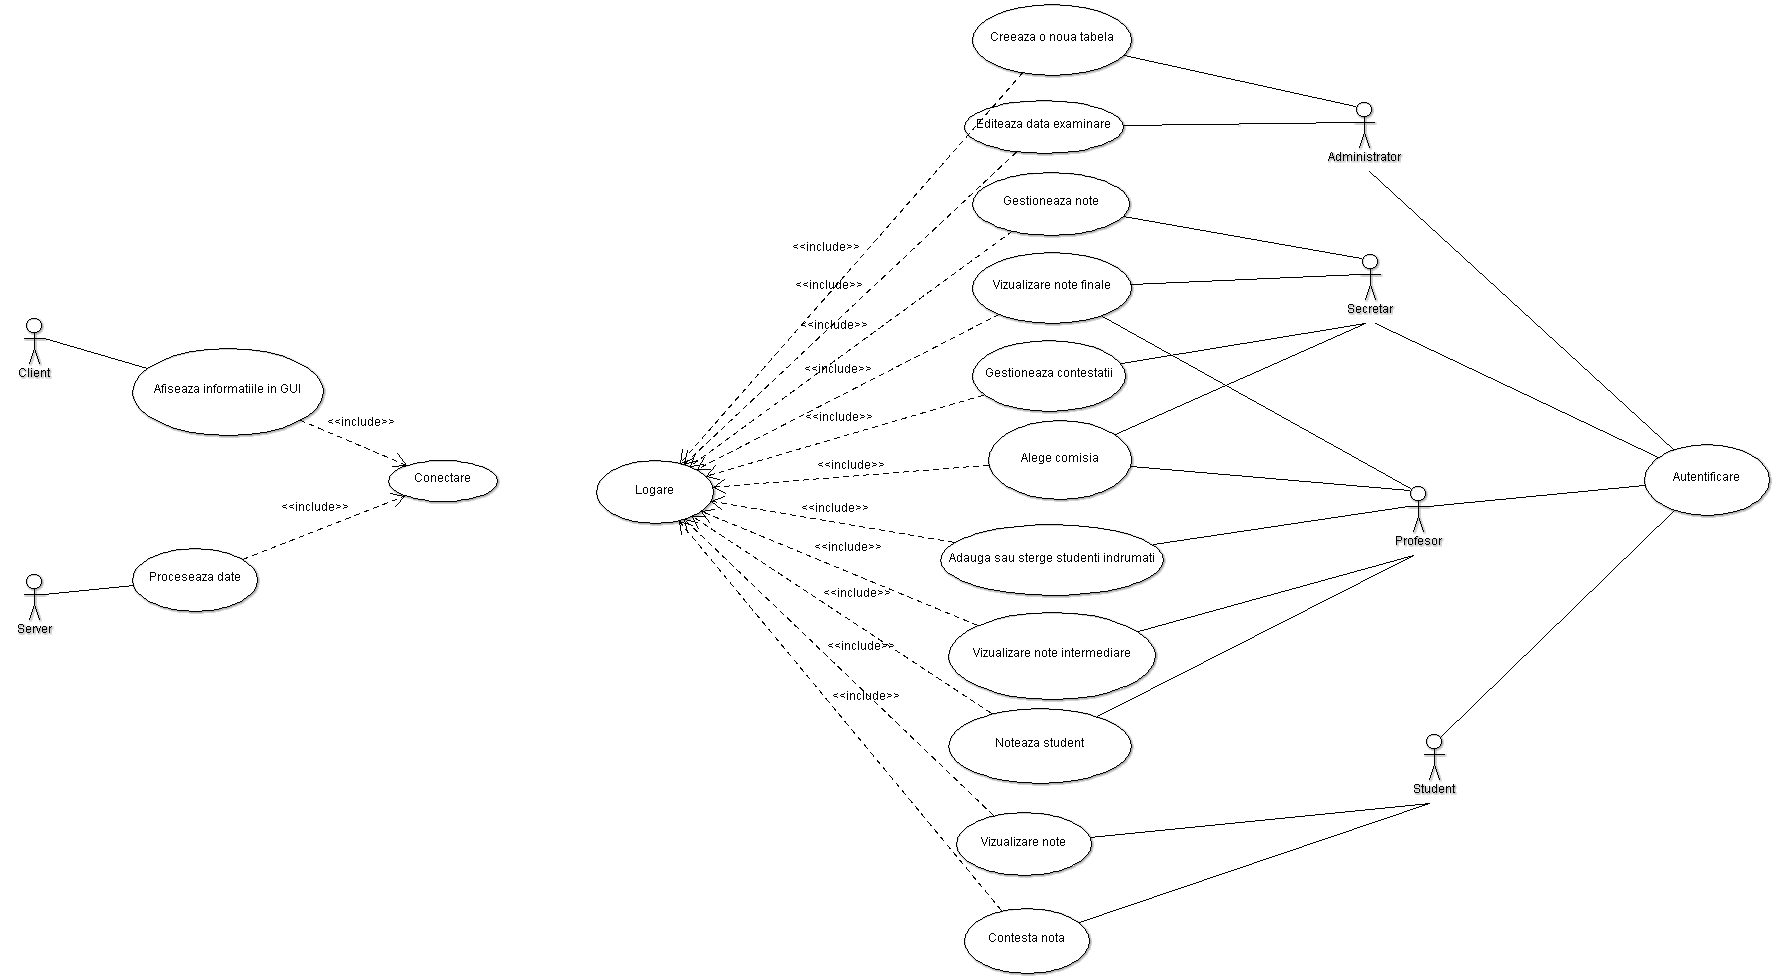 Creeaza o noua tabela
Editeaza data examinare
Administrator
Gestioneaza note
<<include>>
<<include>>
Vizualizare note finale
Secretar
<<include>>
Client
Afiseaza informatiile in GUI
<<include>>
<<include>>
Gestioneaza contestatii
<<include>>
Conectare
<<include>>
Logare
<<include>>
Alege comisia
Autentificare
<<include>>
Profesor
Adauga sau sterge studenti indrumati
<<include>>
Proceseaza date
Server
<<include>>
Vizualizare note intermediare
<<include>>
Noteaza student
<<include>>
Student
Vizualizare note
Contesta nota